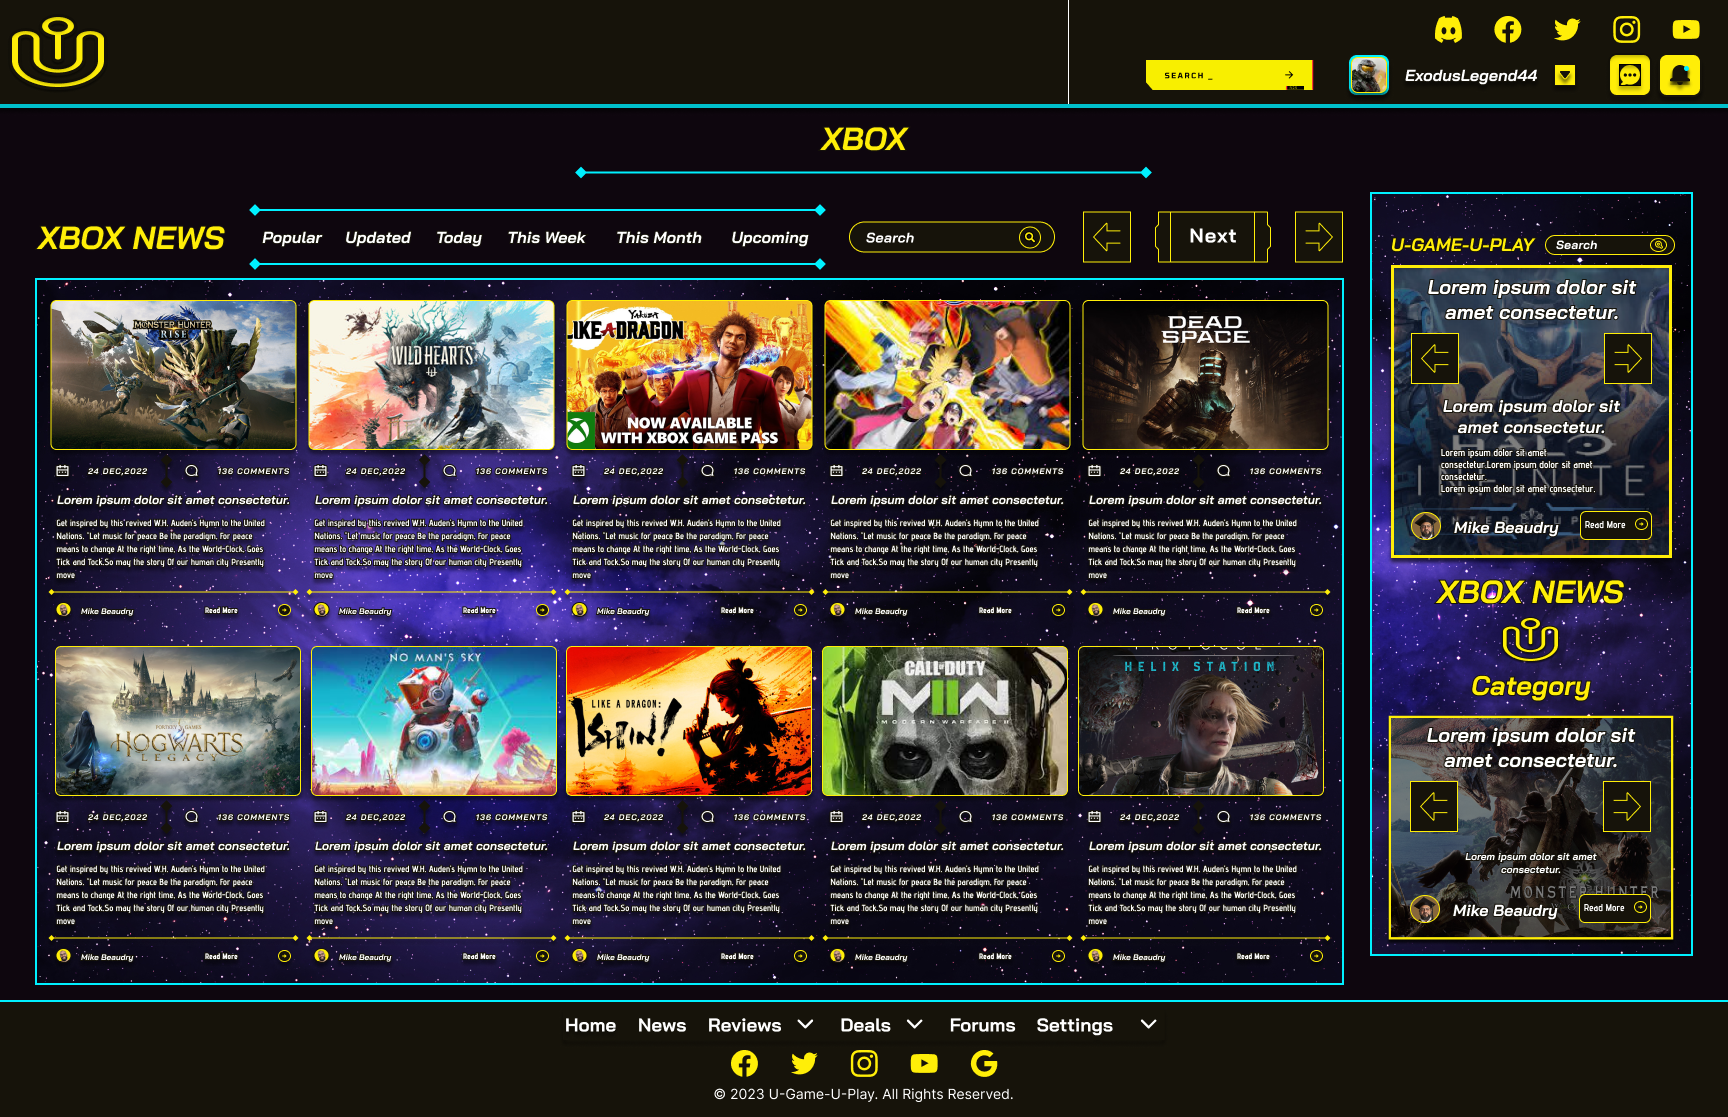 SEARCH _
ExodusLegend44
XBOX
XBOX NEWS
Popular Updated Today This Week This Month Upcoming
Search
Next
MONSTER HUNTER
RISE
WILD HEARTS
Yakuza
LIKE A DRAGON
NOW AVAILABLE
WITH XBOX GAME PASS
DEAD
SPACE
24 DEC,2022 136 COMMENTS
Lorem ipsum dolor sit amet consectetur.
Get inspired by this revived W.H. Auden's Hymn to the United
Nations. "Let music for peace Be the paradigm, For peace
means to change At the right time, As the World-Clock, Goes
Tick and Tock.So may the story Of our human city Presently
move
Mike Beaudry Read More
24 DEC,2022 136 COMMENTS
Lorem ipsum dolor sit amet consectetur.
Get inspired by this revived W.H. Auden's Hymn to the United
Nations. "Let music for peace Be the paradigm, For peace
means to change At the right time, As the World-Clock, Goes
Tick and Tock.So may the story Of our human city Presently
move
Mike Beaudry Read More
24 DEC,2022 136 COMMENTS
Lorem ipsum dolor sit amet consectetur.
Get inspired by this revived W.H. Auden's Hymn to the United
Nations. "Let music for peace Be the paradigm, For peace
means to change At the right time, As the World-Clock, Goes
Tick and Tock.So may the story Of our human city Presently
move
Mike Beaudry Read More
24 DEC,2022 136 COMMENTS
Lorem ipsum dolor sit amet consectetur.
Get inspired by this revived W.H. Auden's Hymn to the United
Nations. "Let music for peace Be the paradigm, For peace
means to change At the right time, As the World-Clock, Goes
Tick and Tock.So may the story Of our human city Presently
move
Mike Beaudry Read More
24 DEC,2022 136 COMMENTS
Lorem ipsum dolor sit amet consectetur.
Get inspired by this revived W.H. Auden's Hymn to the United
Nations. "Let music for peace Be the paradigm, For peace
means to change At the right time, As the World-Clock, Goes
Tick and Tock.So may the story Of our human city Presently
move
Mike Beaudry Read More
PORTKEY GAMES
HOGWARTS
LEGACY
NO MAN'S SKY
LIKE A DRAGON:
ISHIN!
CALL OF DUTY
MWII
MODERN WARFARE II
PROTOCOL
HELIX STATION
24 DEC,2022 136 COMMENTS
Lorem ipsum dolor sit amet consectetur.
Get inspired by this revived W.H. Auden's Hymn to the United
Nations. "Let music for peace Be the paradigm, For peace
means to change At the right time, As the World-Clock, Goes
Tick and Tock.So may the story Of our human city Presently
move
Mike Beaudry Read More
24 DEC,2022 136 COMMENTS
Lorem ipsum dolor sit amet consectetur.
Get inspired by this revived W.H. Auden's Hymn to the United
Nations. "Let music for peace Be the paradigm, For peace
means to change At the right time, As the World-Clock, Goes
Tick and Tock.So may the story Of our human city Presently
move
Mike Beaudry Read More
24 DEC,2022 136 COMMENTS
Lorem ipsum dolor sit amet consectetur.
Get inspired by this revived W.H. Auden's Hymn to the United
Nations. "Let music for peace Be the paradigm, For peace
means to change At the right time, As the World-Clock, Goes
Tick and Tock.So may the story Of our human city Presently
move
Mike Beaudry Read More
24 DEC,2022 136 COMMENTS
Lorem ipsum dolor sit amet consectetur.
Get inspired by this revived W.H. Auden's Hymn to the United
Nations. "Let music for peace Be the paradigm, For peace
means to change At the right time, As the World-Clock, Goes
Tick and Tock.So may the story Of our human city Presently
move
Mike Beaudry Read More
24 DEC,2022 136 COMMENTS
Lorem ipsum dolor sit amet consectetur.
Get inspired by this revived W.H. Auden's Hymn to the United
Nations. "Let music for peace Be the paradigm, For peace
means to change At the right time, As the World-Clock, Goes
Tick and Tock.So may the story Of our human city Presently
move
Mike Beaudry Read More
U-GAME-U-PLAY Search
Lorem ipsum dolor sit
amet consectetur.
Lorem ipsum dolor sit
amet consectetur.
HALO
INFINITE
Lorem ipsum dolor sit amet
consectetur.Lorem ipsum dolor sit amet
consectetur.
Lorem ipsum dolor sit amet consectetur.
Mike Beaudry Read More
XBOX NEWS
Category
Lorem ipsum dolor sit
amet consectetur.
Lorem ipsum dolor sit amet
consectetur.
MONSTER HUNTER
Mike Beaudry Read More
Home News Reviews Deals Forums Settings
© 2023 U-Game-U-Play. All Rights Reserved.